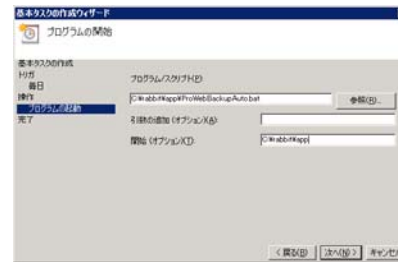 基本タスクの作成ウィザード
プログラムの開始
基本タスクの作成
トリガ
毎日
操作
プログラムの起動
完了
プログラム/スクリプト(P):
C:¥rabbit¥app¥ProWebBackupAuto.bat
参照(R)...
引数の追加 (オプション)(A):
開始 (オプション)(T):
C:¥rabbit¥app
< 戻る(B)
次へ(N) >
キャンセル